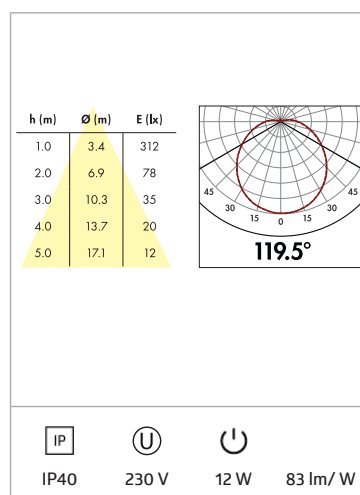 h (m) Ø (m) E (lx)
1.0 3.4 312
2.0 6.9 78
3.0 10.3 35
4.0 13.7 20
5.0 17.1 12
45 45
30 30
15 0 15
119.5°
IP U
IP40 230 V 12 W 83 lm/ W